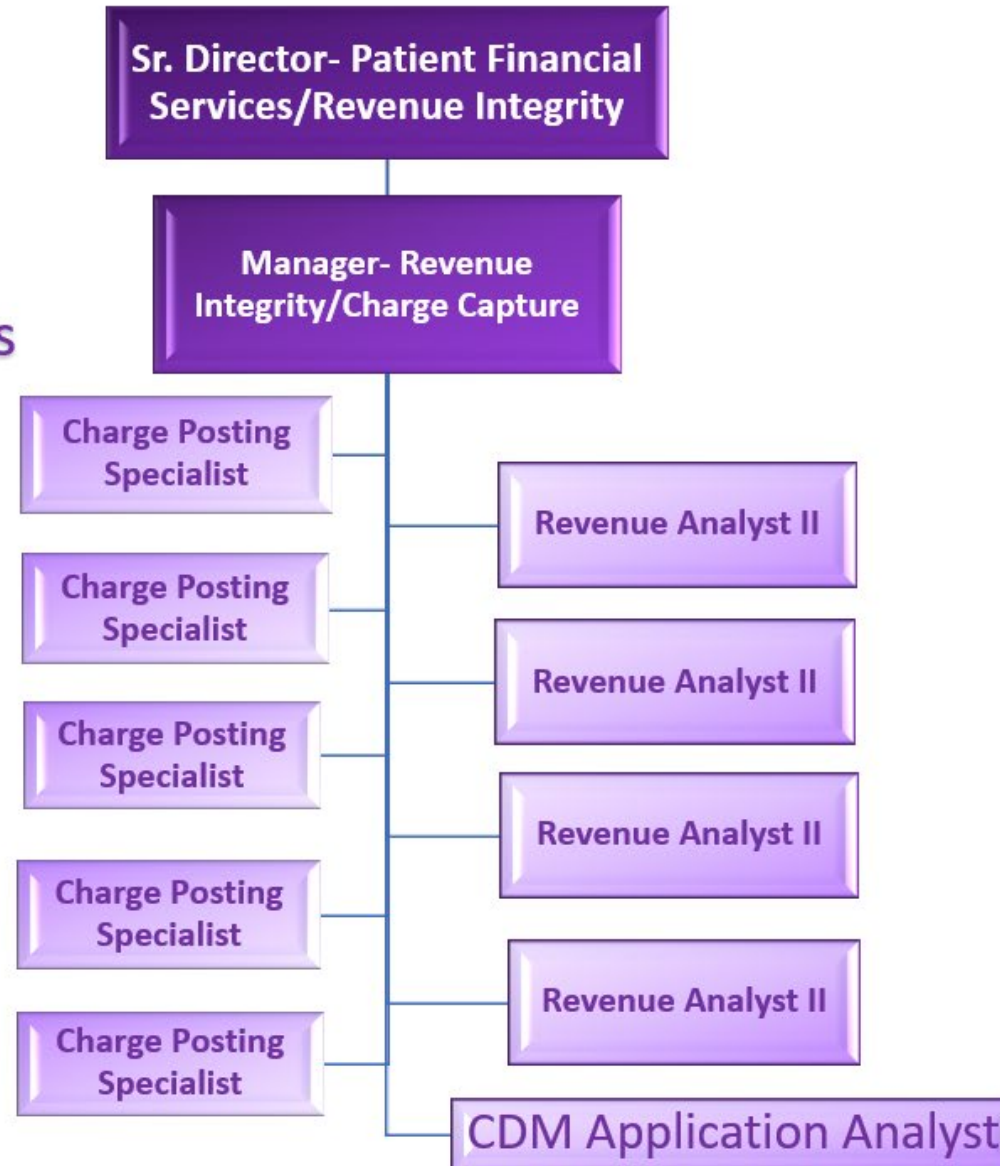 Sr. Director- Patient Financial
Services/Revenue Integrity
Manager- Revenue
Integrity/Charge Capture
s
Charge Posting
Specialist
Revenue Analyst II
Charge Posting
Specialist
Revenue Analyst II
Charge Posting
Specialist
Revenue Analyst II
Charge Posting
Specialist
Revenue Analyst II
Charge Posting
Specialist
CDM Application Analyst